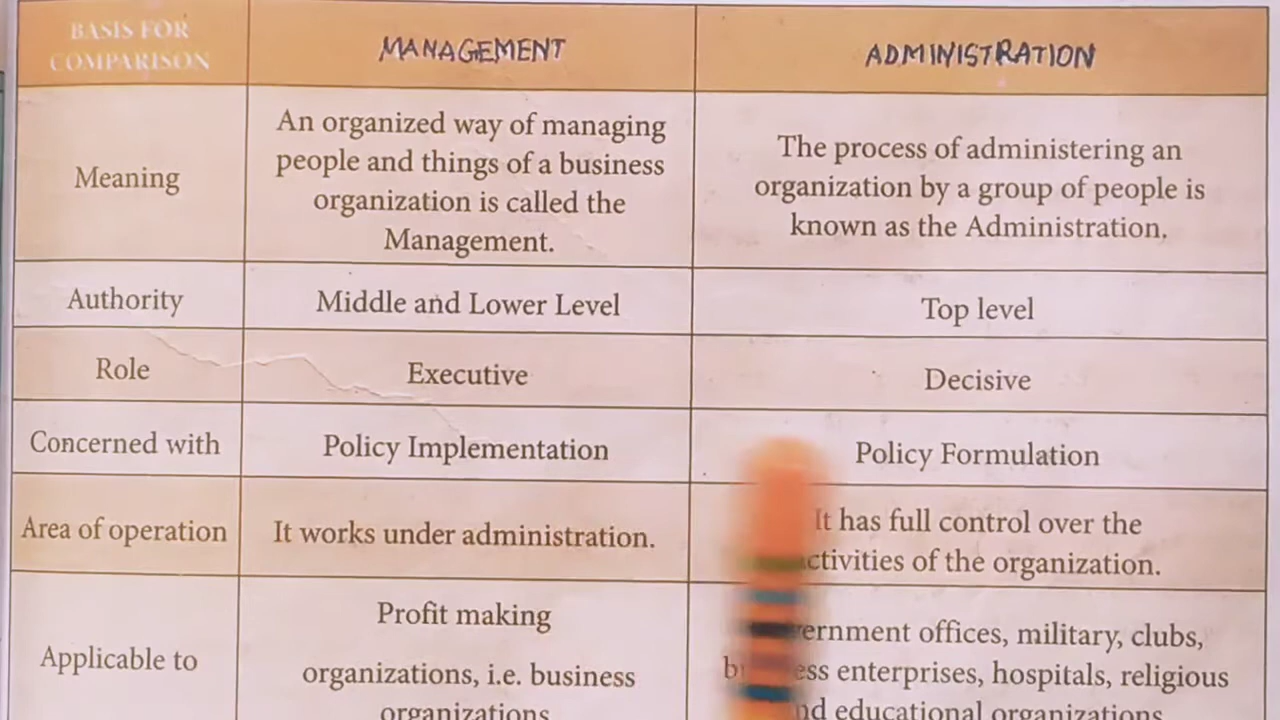 BASIS FOR
COMPARISON
MANAGEMENT
ADMINISTRATION
Meaning
An organized way of managing
people and things of a business
organization is called the
Management.
The process of administering an
organization by a group of people is
known as the Administration,
Authority
Middle and Lower Level
Top level
Role
Executive
Decisive
Concerned with
Policy Implementation
Policy Formulation
Area of operation
It works under administration.
It has full control over the
of the organization.
Applicable to
Profit making
organizations, i.e. business
organizations
offices, military, clubs,
enterprises, hospitals, religious
educational organizations